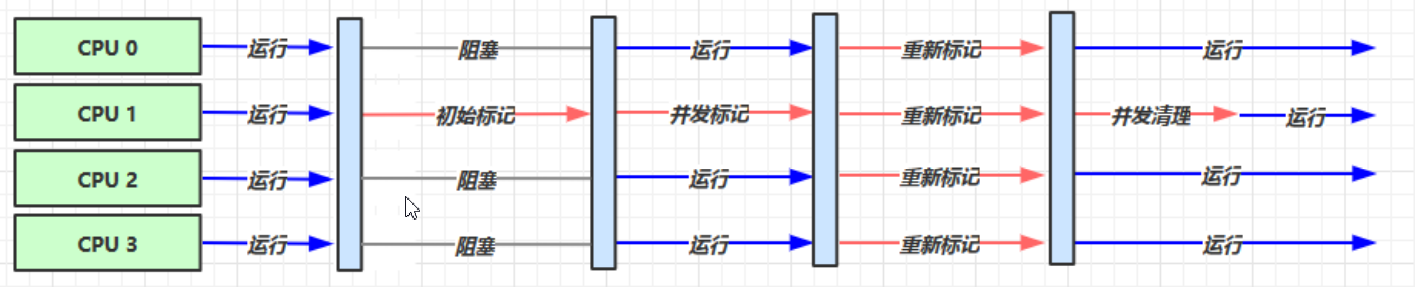 CPU 0 运行 阻塞 运行 重新标记 运行
CPU 1 运行 初始标记 并发标记 重新标记 并发清理 运行
CPU 2 运行 阻塞 运行 重新标记 运行
CPU 3 运行 阻塞 运行 重新标记 运行